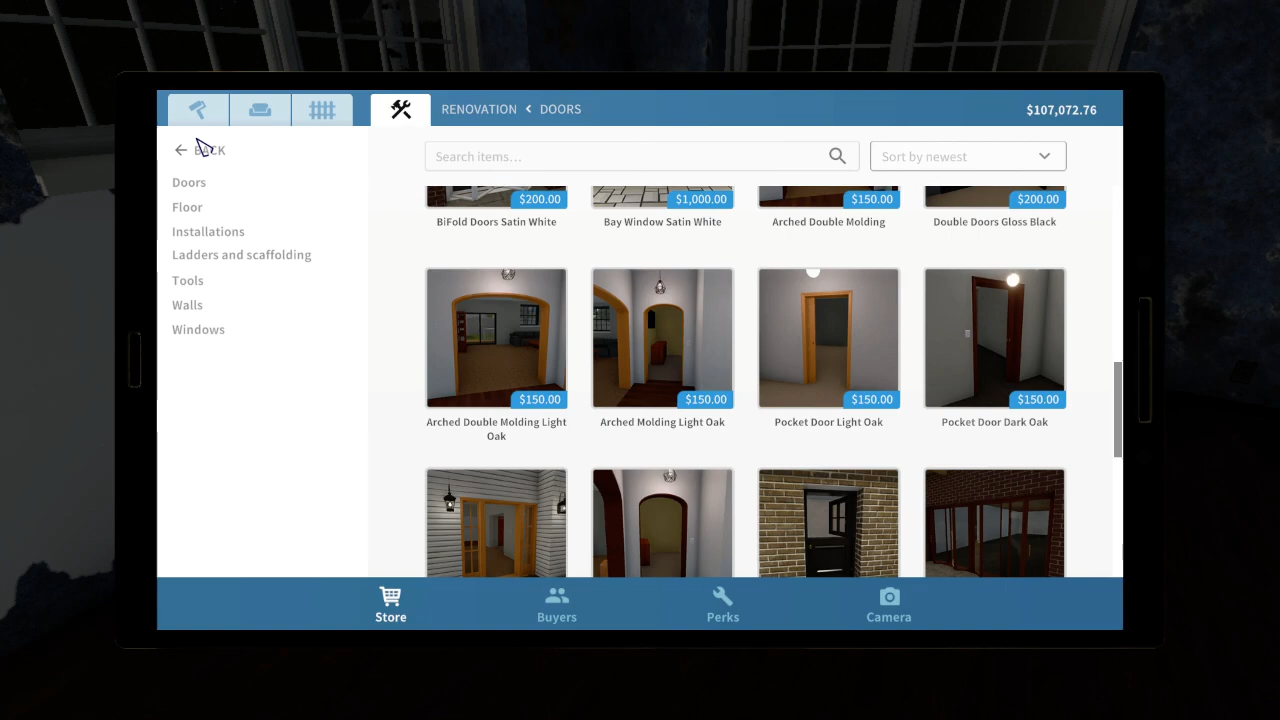 RENOVATION < DOORS
$107,072.76
BACK
Doors
Floor
Installations
Ladders and scaffolding
Tools
Walls
Windows
Search items...
Sort by newest
$200.00
$1,000.00
$150.00
$200.00
BiFold Doors Satin White
Bay Window Satin White
Arched Double Molding
Double Doors Gloss Black
$150.00
$150.00
$150.00
$150.00
Arched Double Molding Light
Oak
Arched Molding Light Oak
Pocket Door Light Oak
Pocket Door Dark Oak
Store
Buyers
Perks
Camera